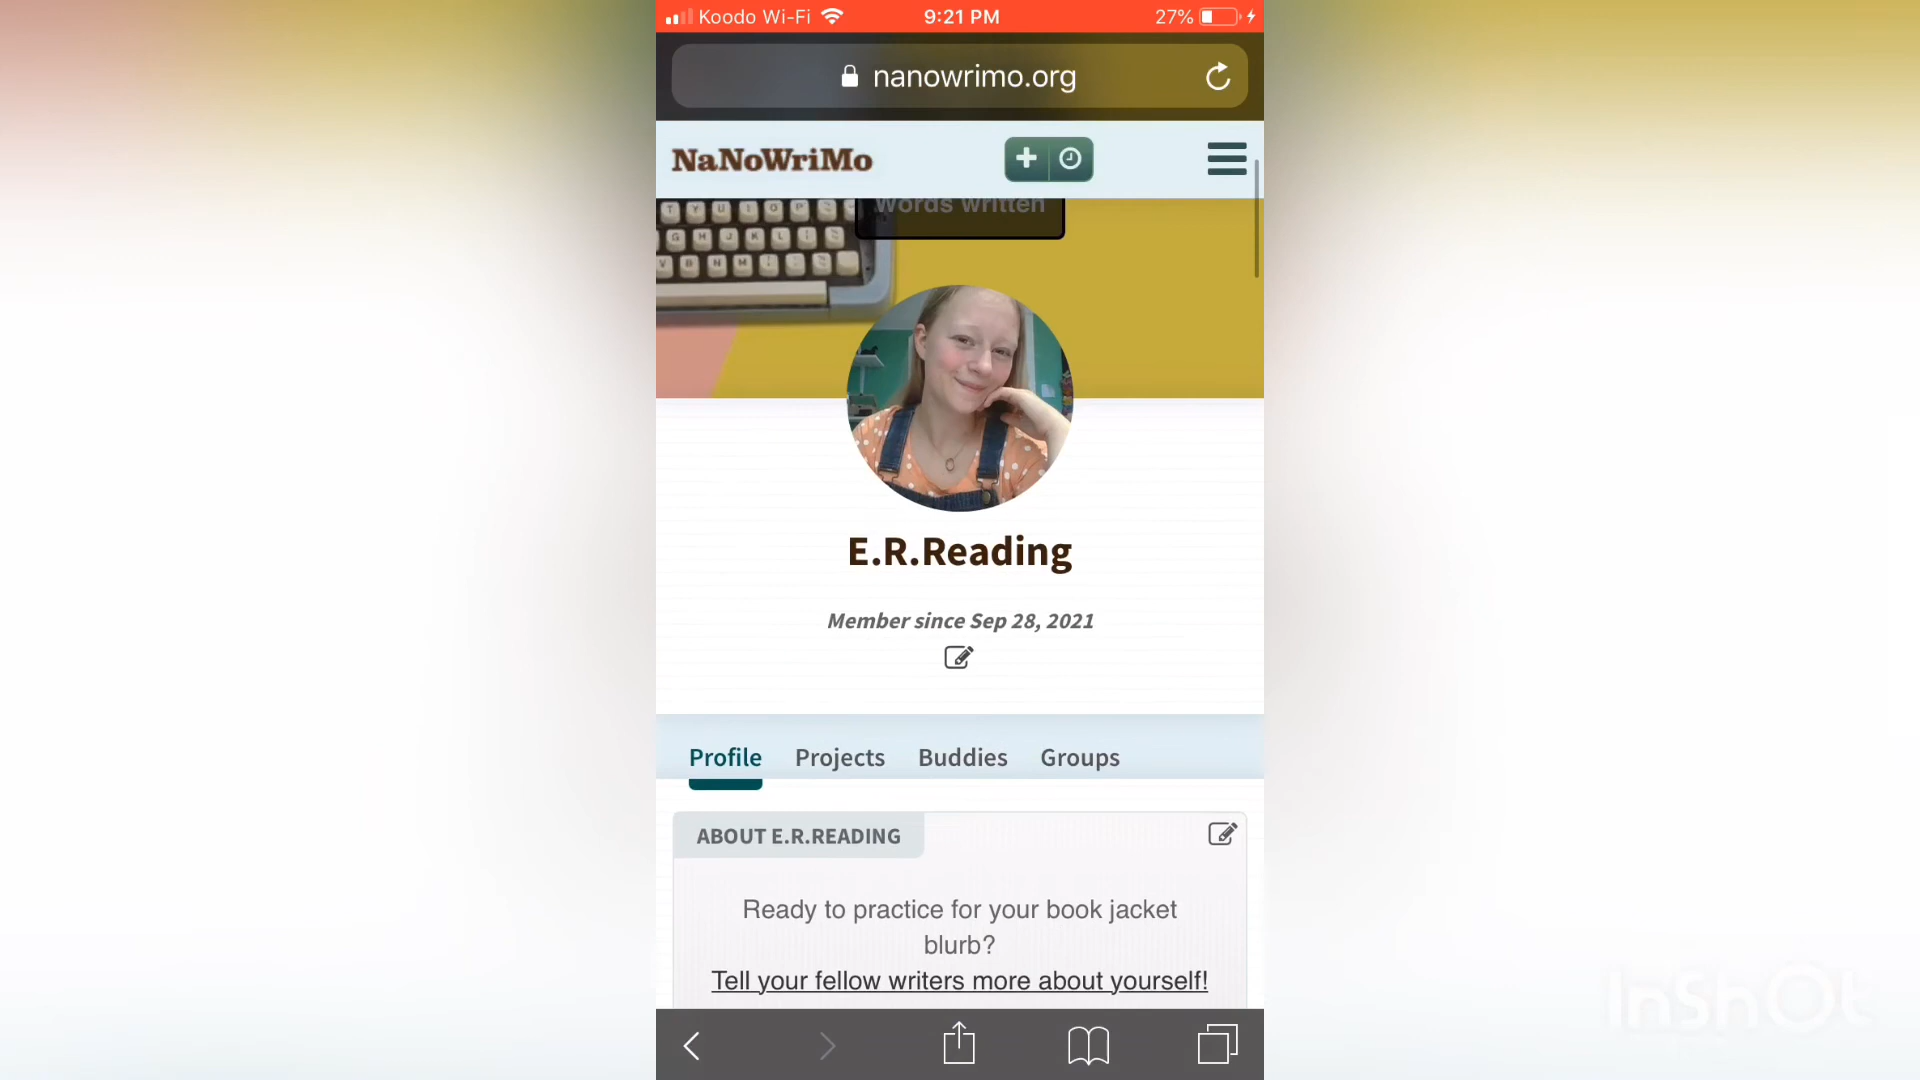 Koodo Wi-Fi 9:21 PM 27%
nanowrimo.org
NaNoWriMo
Words written
E.R.Reading
Member since Sep 28, 2021
Profile Projects Buddies Groups
ABOUT E.R.READING
Ready to practice for your book jacket
blurb?
Tell your fellow writers more about yourself!
InShOt